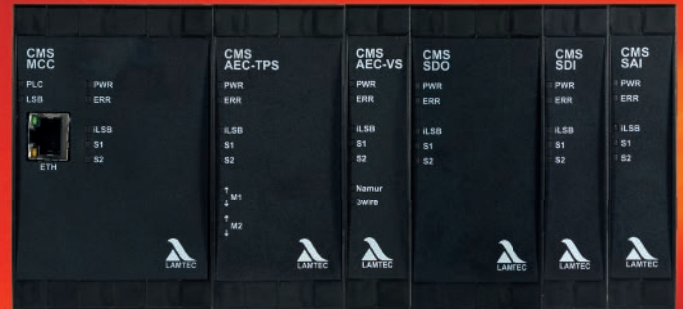 CMS
MCC
PLC
PWR
LSB
ERR
iLSB
S1
S2
ETH
LAMTEC
CMS
AEC-TPS
PWR
ERR
iLSB
S1
S2
↑
M1
↓
↑
M2
↓
LAMTEC
CMS
AEC-VS
PWR
ERR
iLSB
S1
S2
Namur
3wire
LAMTEC
CMS
SDO
PWR
ERR
iLSB
S1
S2
LAMTEC
CMS
SDI
PWR
ERR
iLSB
S1
S2
LAMTEC
CMS
SAI
PWR
ERR
iLSB
S1
S2
LAMTEC